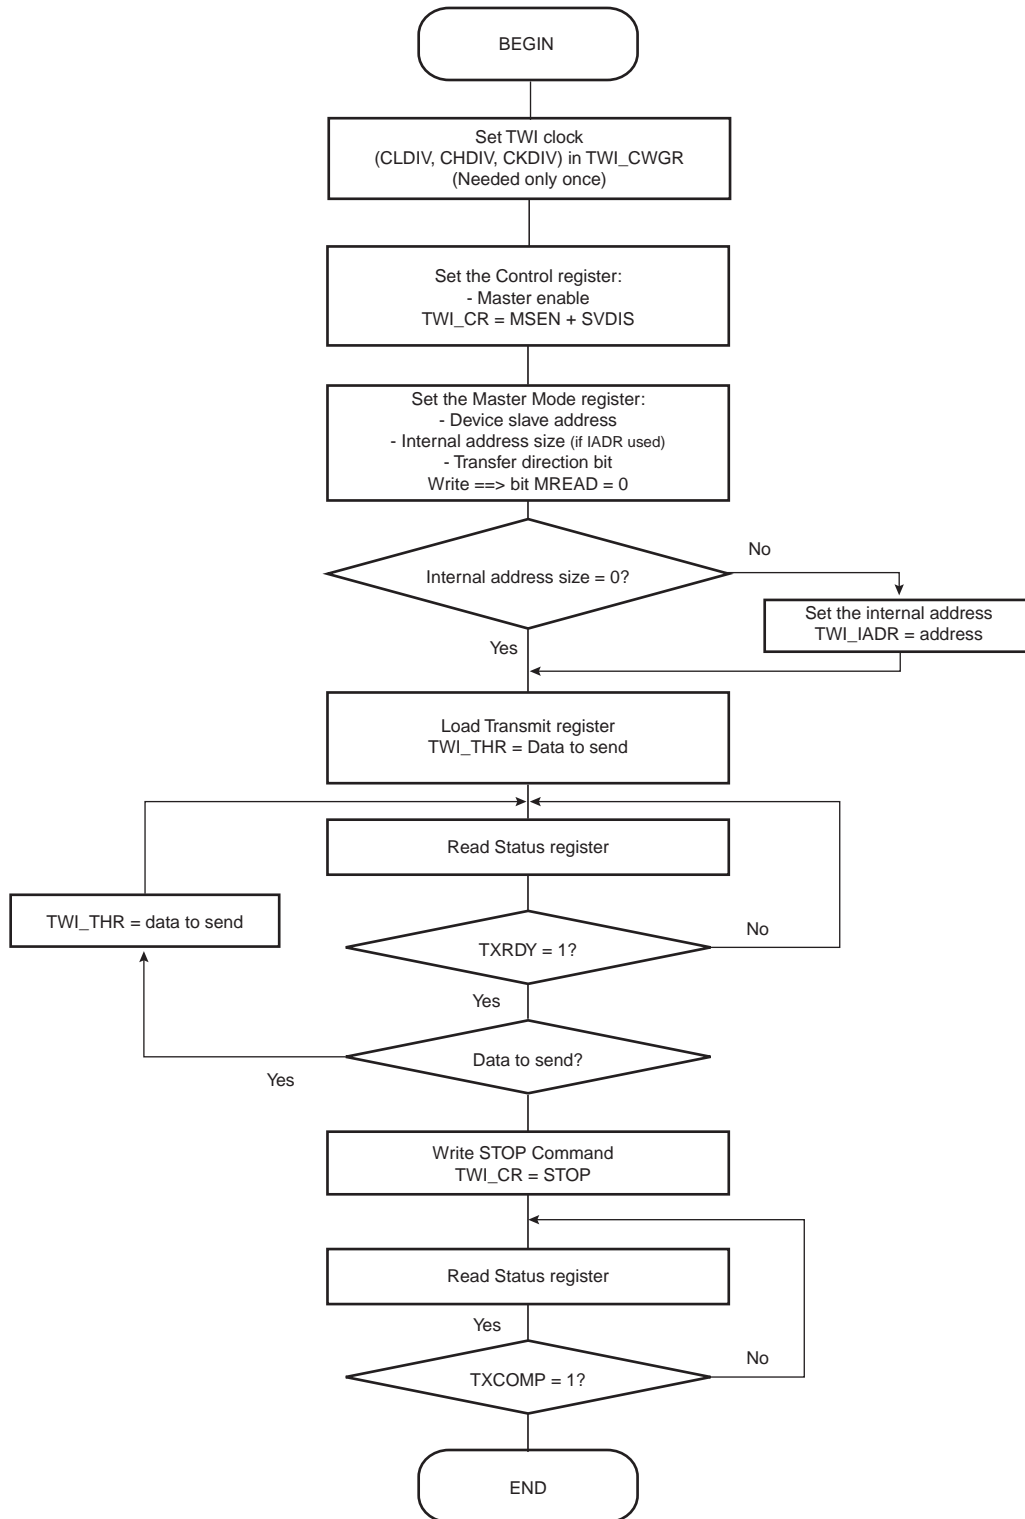 BEGIN
Set TWI clock
(CLDIV, CHDIV, CKDIV) in TWI_CWGR
(Needed only once)
Set the Control register:
- Master enable
TWI_CR = MSEN + SVDIS
Set the Master Mode register:
- Device slave address
- Internal address size (if IADR used)
- Transfer direction bit
Write ==> bit MREAD = 0
No
Internal address size = 0?
Set the internal address
TWI_IADR = address
Yes
Load Transmit register
TWI_THR = Data to send
Read Status register
TWI_THR = data to send
No
TXRDY = 1?
Yes
Data to send?
Yes
Write STOP Command
TWI_CR = STOP
Read Status register
Yes
No
TXCOMP = 1?
END